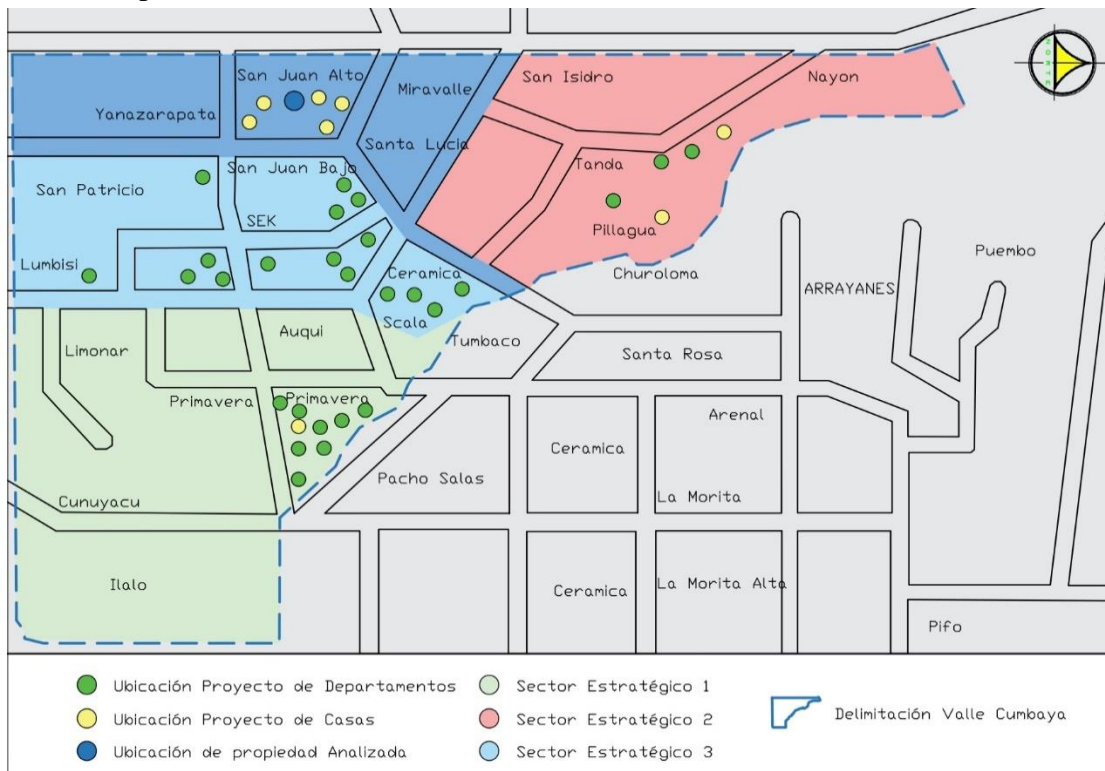 San Juan Alto
Miravalle
San Isidro
Nayon
NORTE
Yanazarapata
Santa Lucia
San Juan Bajo
Tanda
San Patricio
SEK
Pillagua
Puembo
Lumbisi
Ceramica
Churoloma
ARRAYANES
Scala
Auqui
Tumbaco
Limonar
Santa Rosa
Primavera
Primavera
Arenal
Ceramica
Pacho Salas
Cunuyacu
La Morita
Ilalo
Ceramica
La Morita Alta
Pifo
Ubicación Proyecto de Departamentos
Sector Estratégico 1
Ubicación Proyecto de Casas
Sector Estratégico 2
Delimitación Valle Cumbaya
Ubicación de propiedad Analizada
Sector Estratégico 3